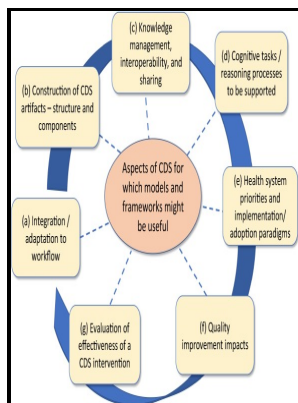 (c) Knowledge
management,
interoperability, and
sharing
(d) Cognitive tasks /
reasoning processes
to be supported
(b) Construction of CDS
artifacts – structure and
components
Aspects of CDS for
which models and
frameworks might
be useful
(e) Health system
priorities and
implementation/
adoption paradigms
(a) Integration /
adaptation to
workflow
(f) Quality
improvement impacts
(g) Evaluation of
effectiveness of a
CDS intervention